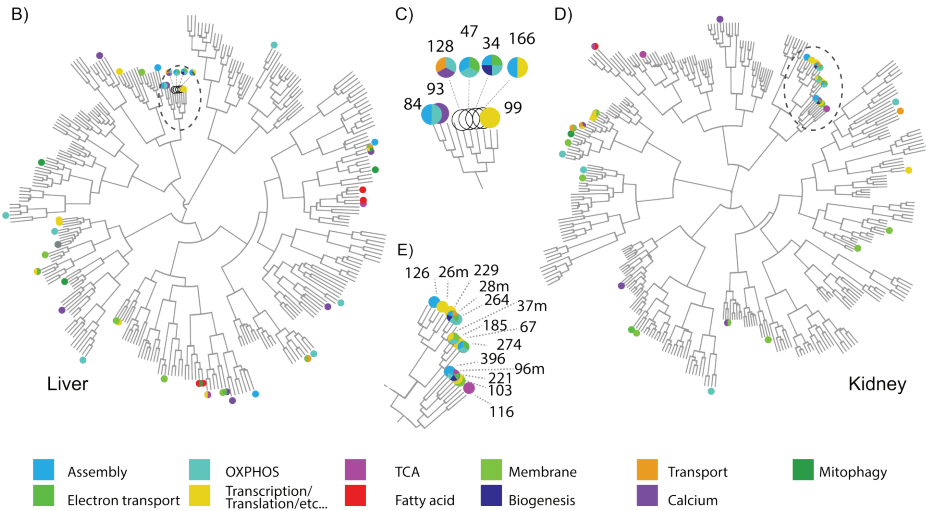 B)
C)
D)
47
128
34
166
93
84
99
E)
126
26m
229
28m
264
37m
185
67
274
396
96m
221
103
116
Liver
Kidney
Assembly
OXPHOS
TCA
Membrane
Transport
Mitophagy
Electron transport
Transcription/
Translation/etc...
Fatty acid
Biogenesis
Calcium